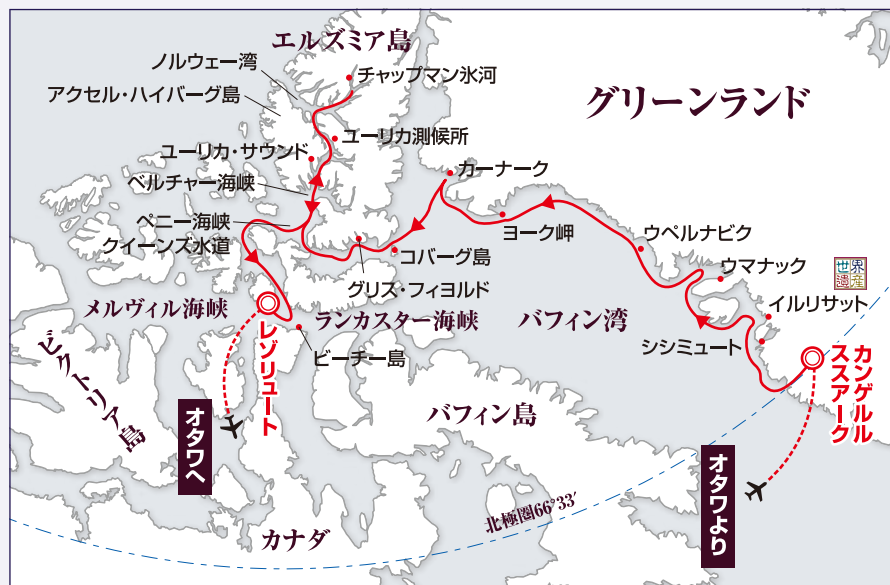 エルズミア島
ノルウェー湾
チャップマン氷河
アクセル・ハイバーグ島
グリーンランド
ユーリカ測候所
ユーリカ・サウンド
カーナーク
ベルチャー海峡
ペニー海峡
クイーンズ水道
ヨーク岬
コバーグ島
ウペルナビク
グリス・フィヨルド
ウマナック
世界
遺産
メルヴィル海峡
ランカスター海峡
バフィン湾
イルリサット
シシミュート
ビーチー島
レゾリュート
ビクトリア島
カンゲルル
ススアーク
バフィン島
オタワへ
オタワより
北極圏66°33′
カナダ